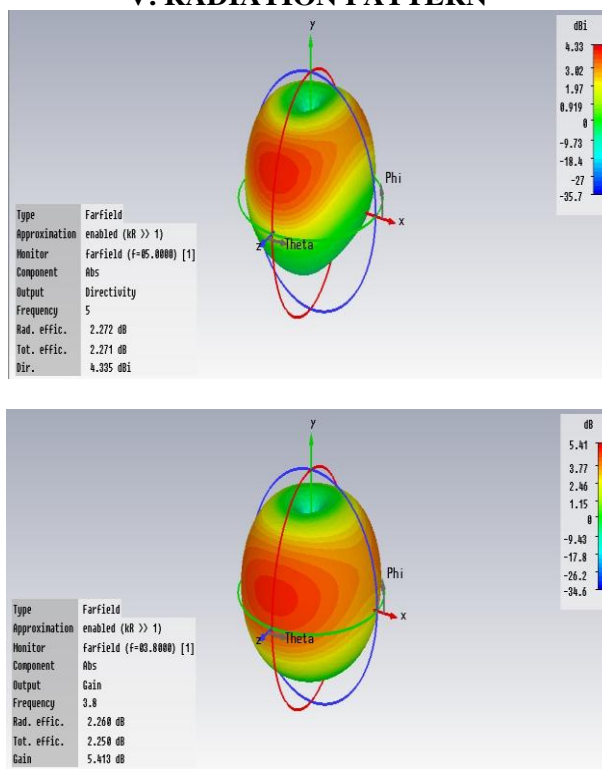 V. RADIATION PATTERN
dBi
4.33
3.02
1.97
0.919
0
-9.73
-18.4
-27
-35.7
y
Phi
x
z
Theta
Type Farfield
Approximation enabled (kR >> 1)
Monitor farfield (f=05.0000) [1]
Component Abs
Output Directivity
Frequency 5
Rad. effic. 2.272 dB
Tot. effic. 2.271 dB
Dir. 4.335 dBi
dB
5.41
3.77
2.46
1.15
0
-9.43
-17.8
-26.2
-34.6
y
Phi
x
z
Theta
Type Farfield
Approximation enabled (kR >> 1)
Monitor farfield (f=03.8000) [1]
Component Abs
Output Gain
Frequency 3.8
Rad. effic. 2.260 dB
Tot. effic. 2.250 dB
Gain 5.413 dB